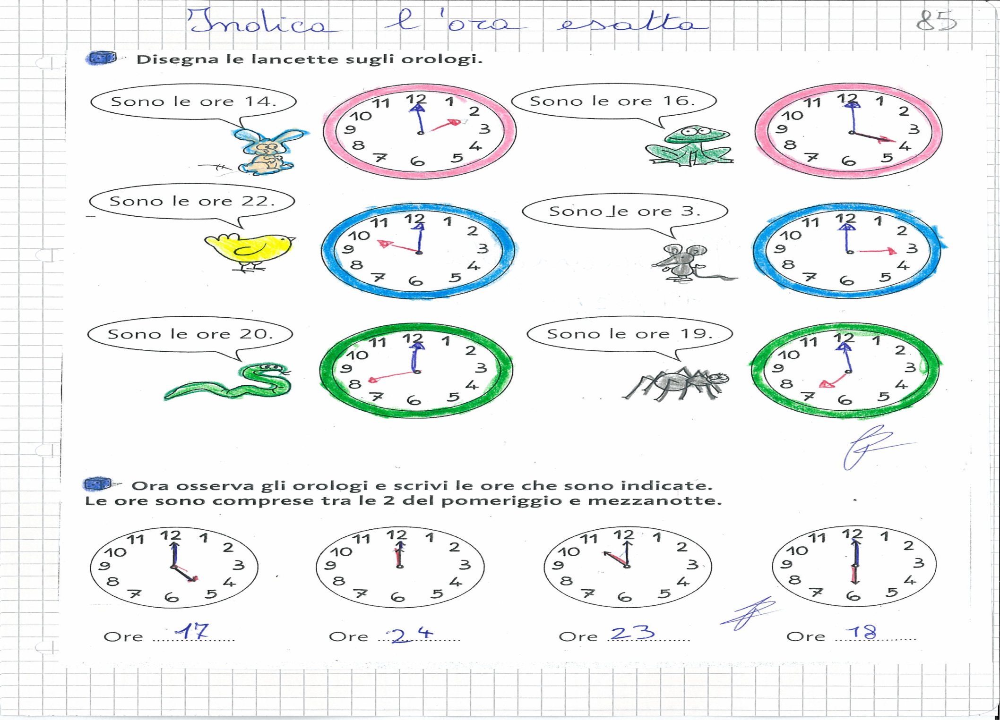 Indica l'ora esatta 85
Disegna le lancette sugli orologi.
Sono le ore 14.
12 1 2 3 4 5 6 7 8 9 10 11
Sono le ore 16.
12 1 2 3 4 5 6 7 8 9 10 11
Sono le ore 22.
12 1 2 3 4 5 6 7 8 9 10 11
Sono le ore 3.
12 1 2 3 4 5 6 7 8 9 10 11
Sono le ore 20.
12 1 2 3 4 5 6 7 8 9 10 11
Sono le ore 19.
12 1 2 3 4 5 6 7 8 9 10 11
Ora osserva gli orologi e scrivi le ore che sono indicate.
Le ore sono comprese tra le 2 del pomeriggio e mezzanotte.
12 1 2 3 4 5 6 7 8 9 10 11
12 1 2 3 4 5 6 7 8 9 10 11
12 1 2 3 4 5 6 7 8 9 10 11
12 1 2 3 4 5 6 7 8 9 10 11
Ore 17
Ore 24
Ore 23
Ore 18